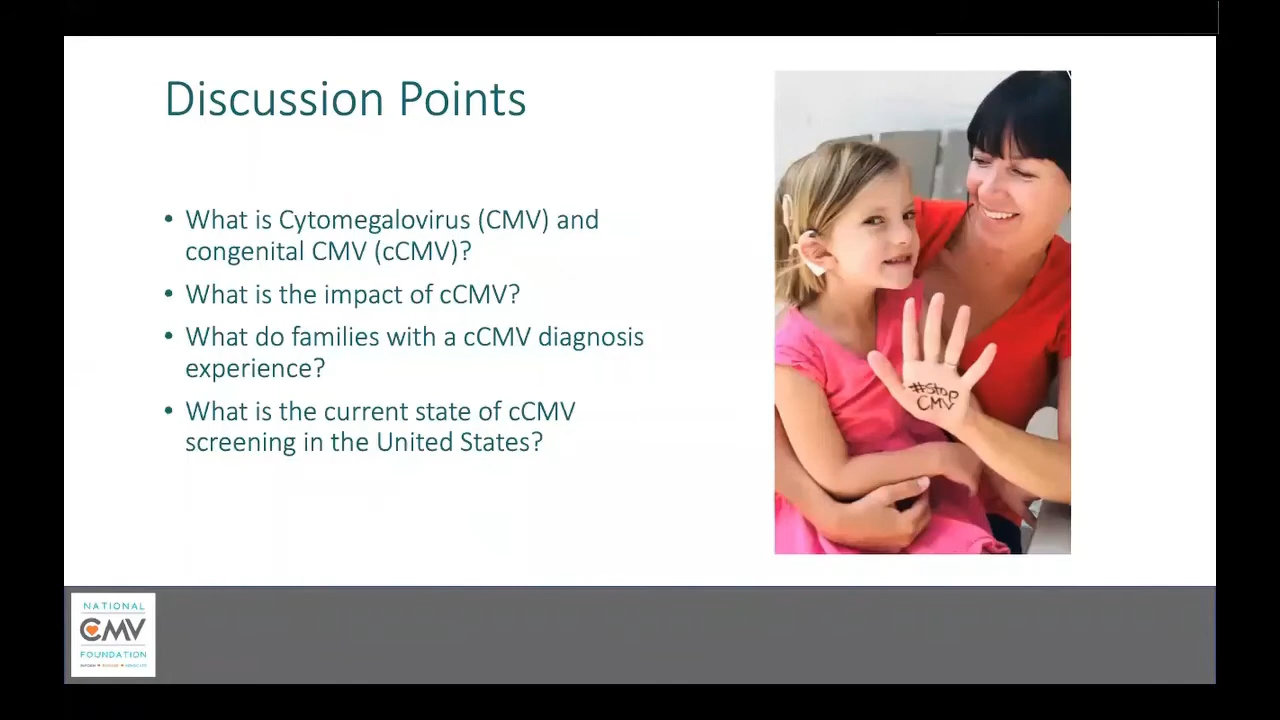 Discussion Points
• What is Cytomegalovirus (CMV) and
congenital CMV (cCMV)?
• What is the impact of cCMV?
• What do families with a cCMV diagnosis
experience?
• What is the current state of cCMV
screening in the United States?
#Stop
CMV
NATIONAL
CMV
FOUNDATION